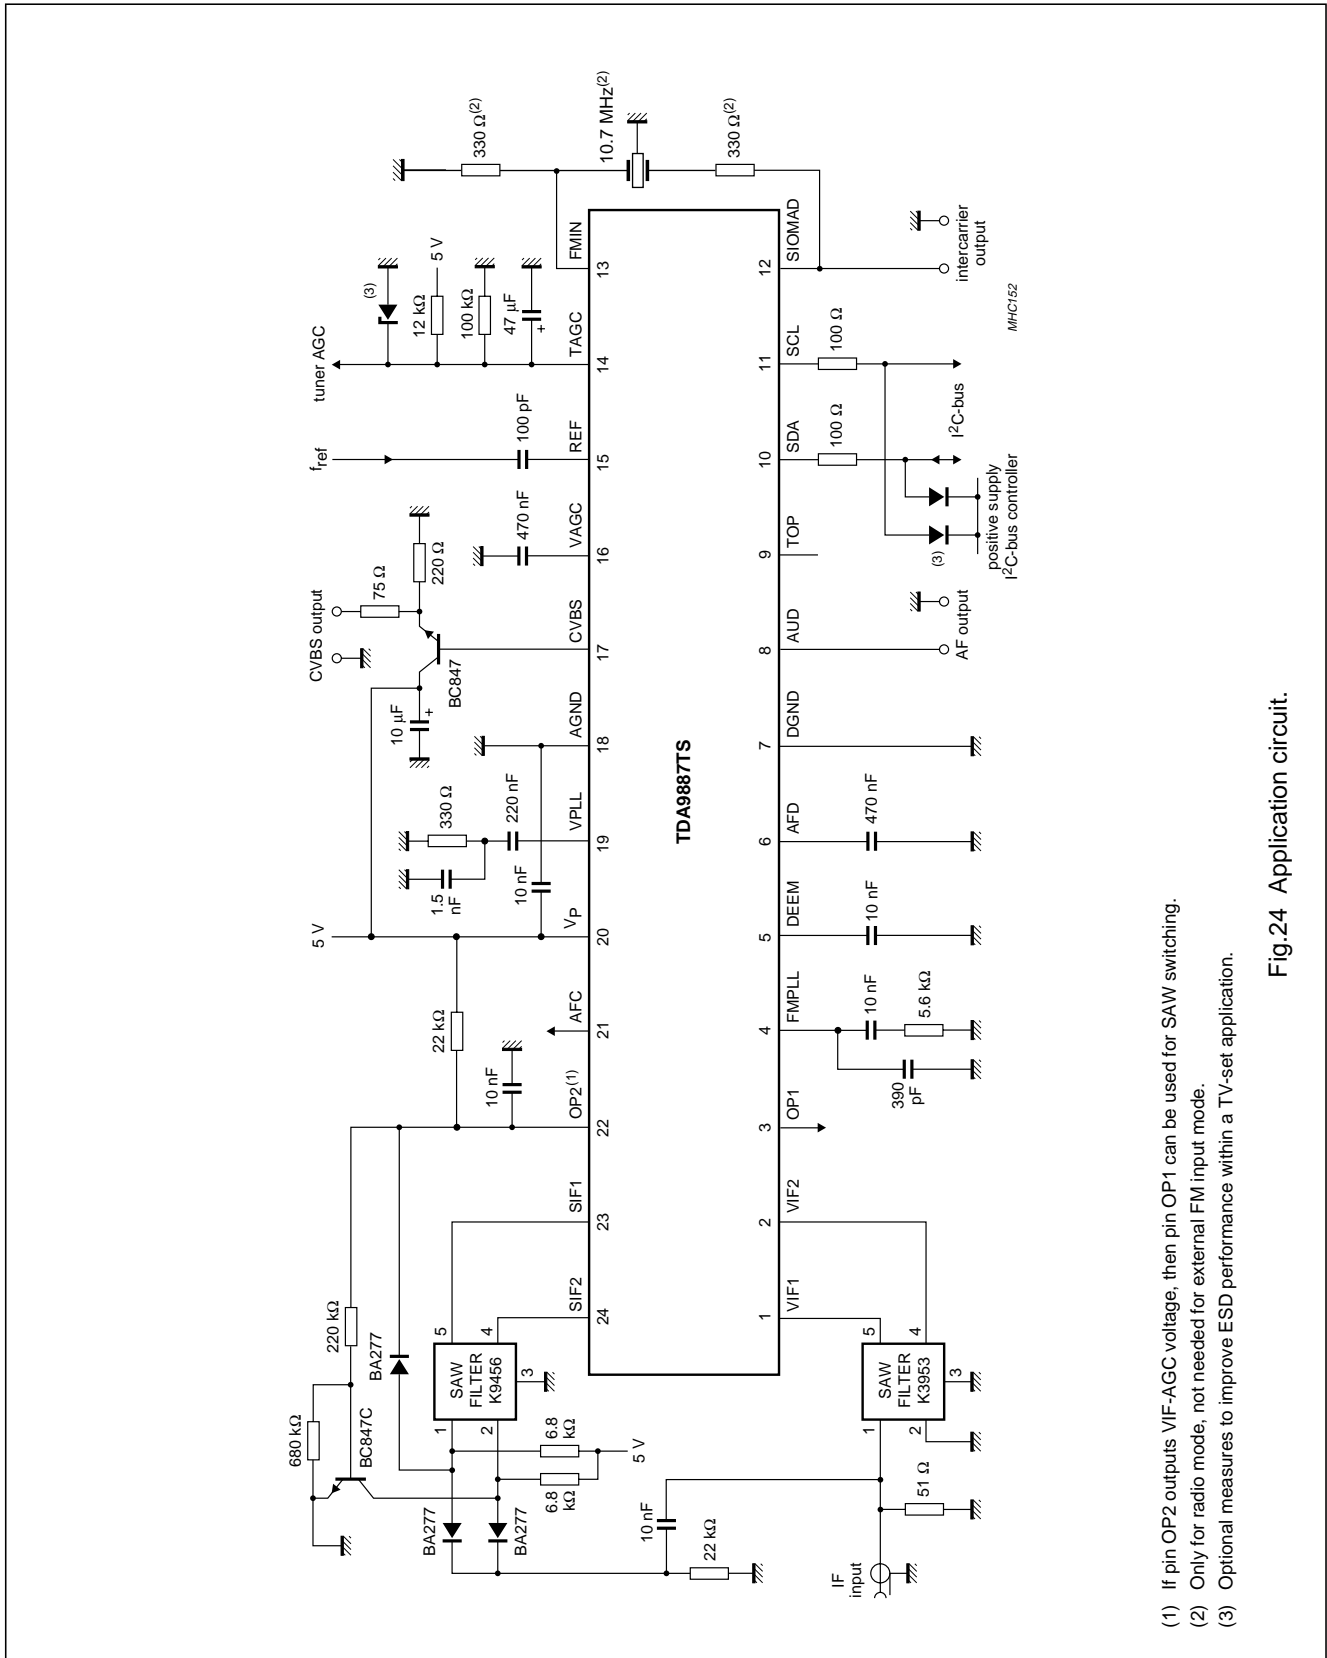 IF
input
51 Ω
22 kΩ
10 nF
BA277
BA277
6.8
kΩ
6.8
kΩ
5 V
680 kΩ
BC847C
220 kΩ
BA277
1
2
SAW
FILTER
K9456
3
5
4
1
2
SAW
FILTER
K3953
3
5
4
SIF2
24
SIF1
23
OP2(1)
22
10 nF
22 kΩ
AFC
21
5 V
VP
20
10 nF
1.5
nF
330 Ω
220 nF
VPLL
19
AGND
18
10 μF
+
BC847
CVBS output
75 Ω
220 Ω
CVBS
17
470 nF
VAGC
16
fref
100 pF
REF
15
tuner AGC
(3)
12 kΩ
5 V
100 kΩ
47 μF
+
TAGC
14
FMIN
13
330 Ω(2)
10.7 MHz(2)
330 Ω(2)
TDA9887TS
1
VIF1
2
VIF2
3
OP1
4
FMPLL
390
pF
10 nF
5.6 kΩ
5
DEEM
10 nF
6
AFD
470 nF
7
DGND
8
AUD
AF output
9
TOP
10
SDA
100 Ω
11
SCL
100 Ω
(3)
positive supply
I2C-bus controller
I2C-bus
12
SIOMAD
intercarrier
output
MHC152
(1) If pin OP2 outputs VIF-AGC voltage, then pin OP1 can be used for SAW switching.
(2) Only for radio mode, not needed for external FM input mode.
(3) Optional measures to improve ESD performance within a TV-set application.
Fig.24 Application circuit.